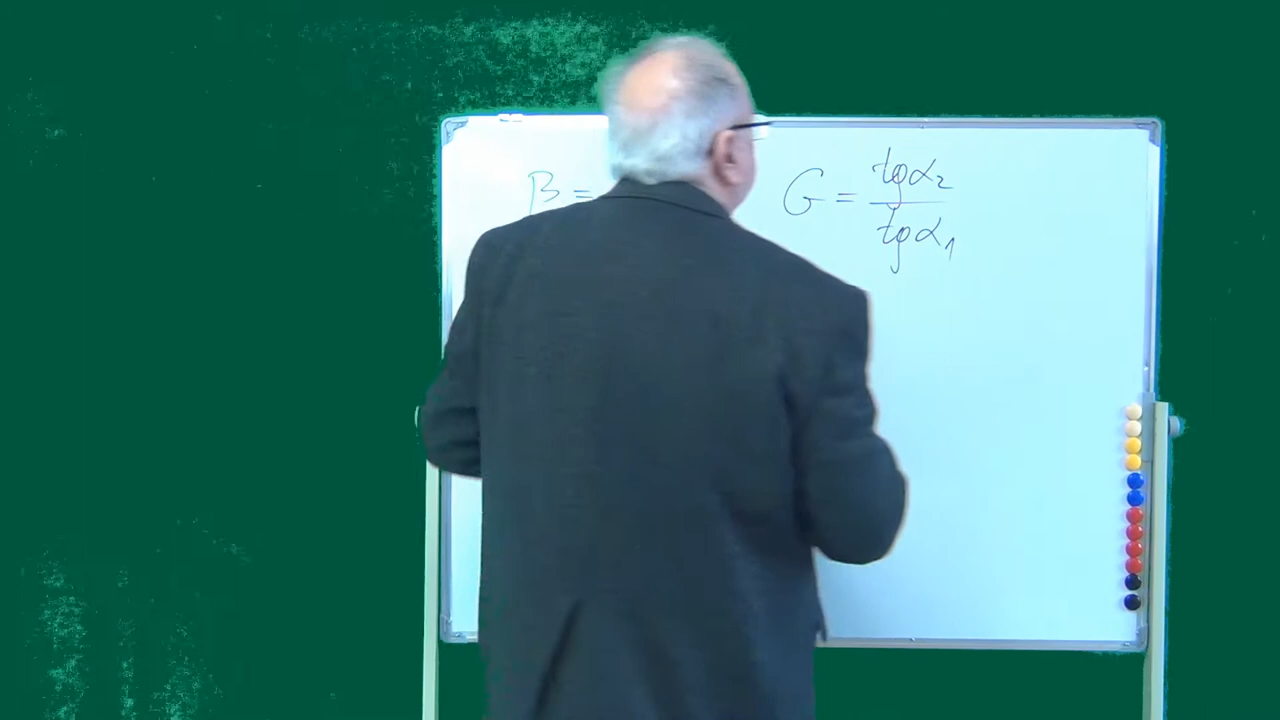 β =
G = tgα₂
tgα₁